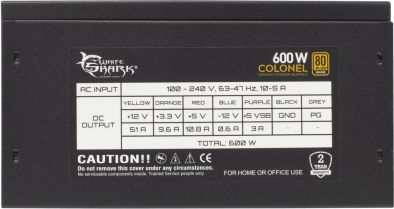 WHITE SHARK
600 W
COLONEL
80
AC INPUT
100 - 240 V, 63-47 Hz, 10-5 A
DC OUTPUT
YELLOW ORANGE RED BLUE PURPLE BLACK GREY
+12 V +3.3 V +5 V -12 V +5 VSB GND PG
51 A 9.6 A 10.8 A 0.6 A 3 A
TOTAL: 600 W
CAUTION!!
Do not remove this cover under any circumstances.
No serviceable components inside. Trained Service people only.
FOR HOME OR OFFICE USE
2 YEAR